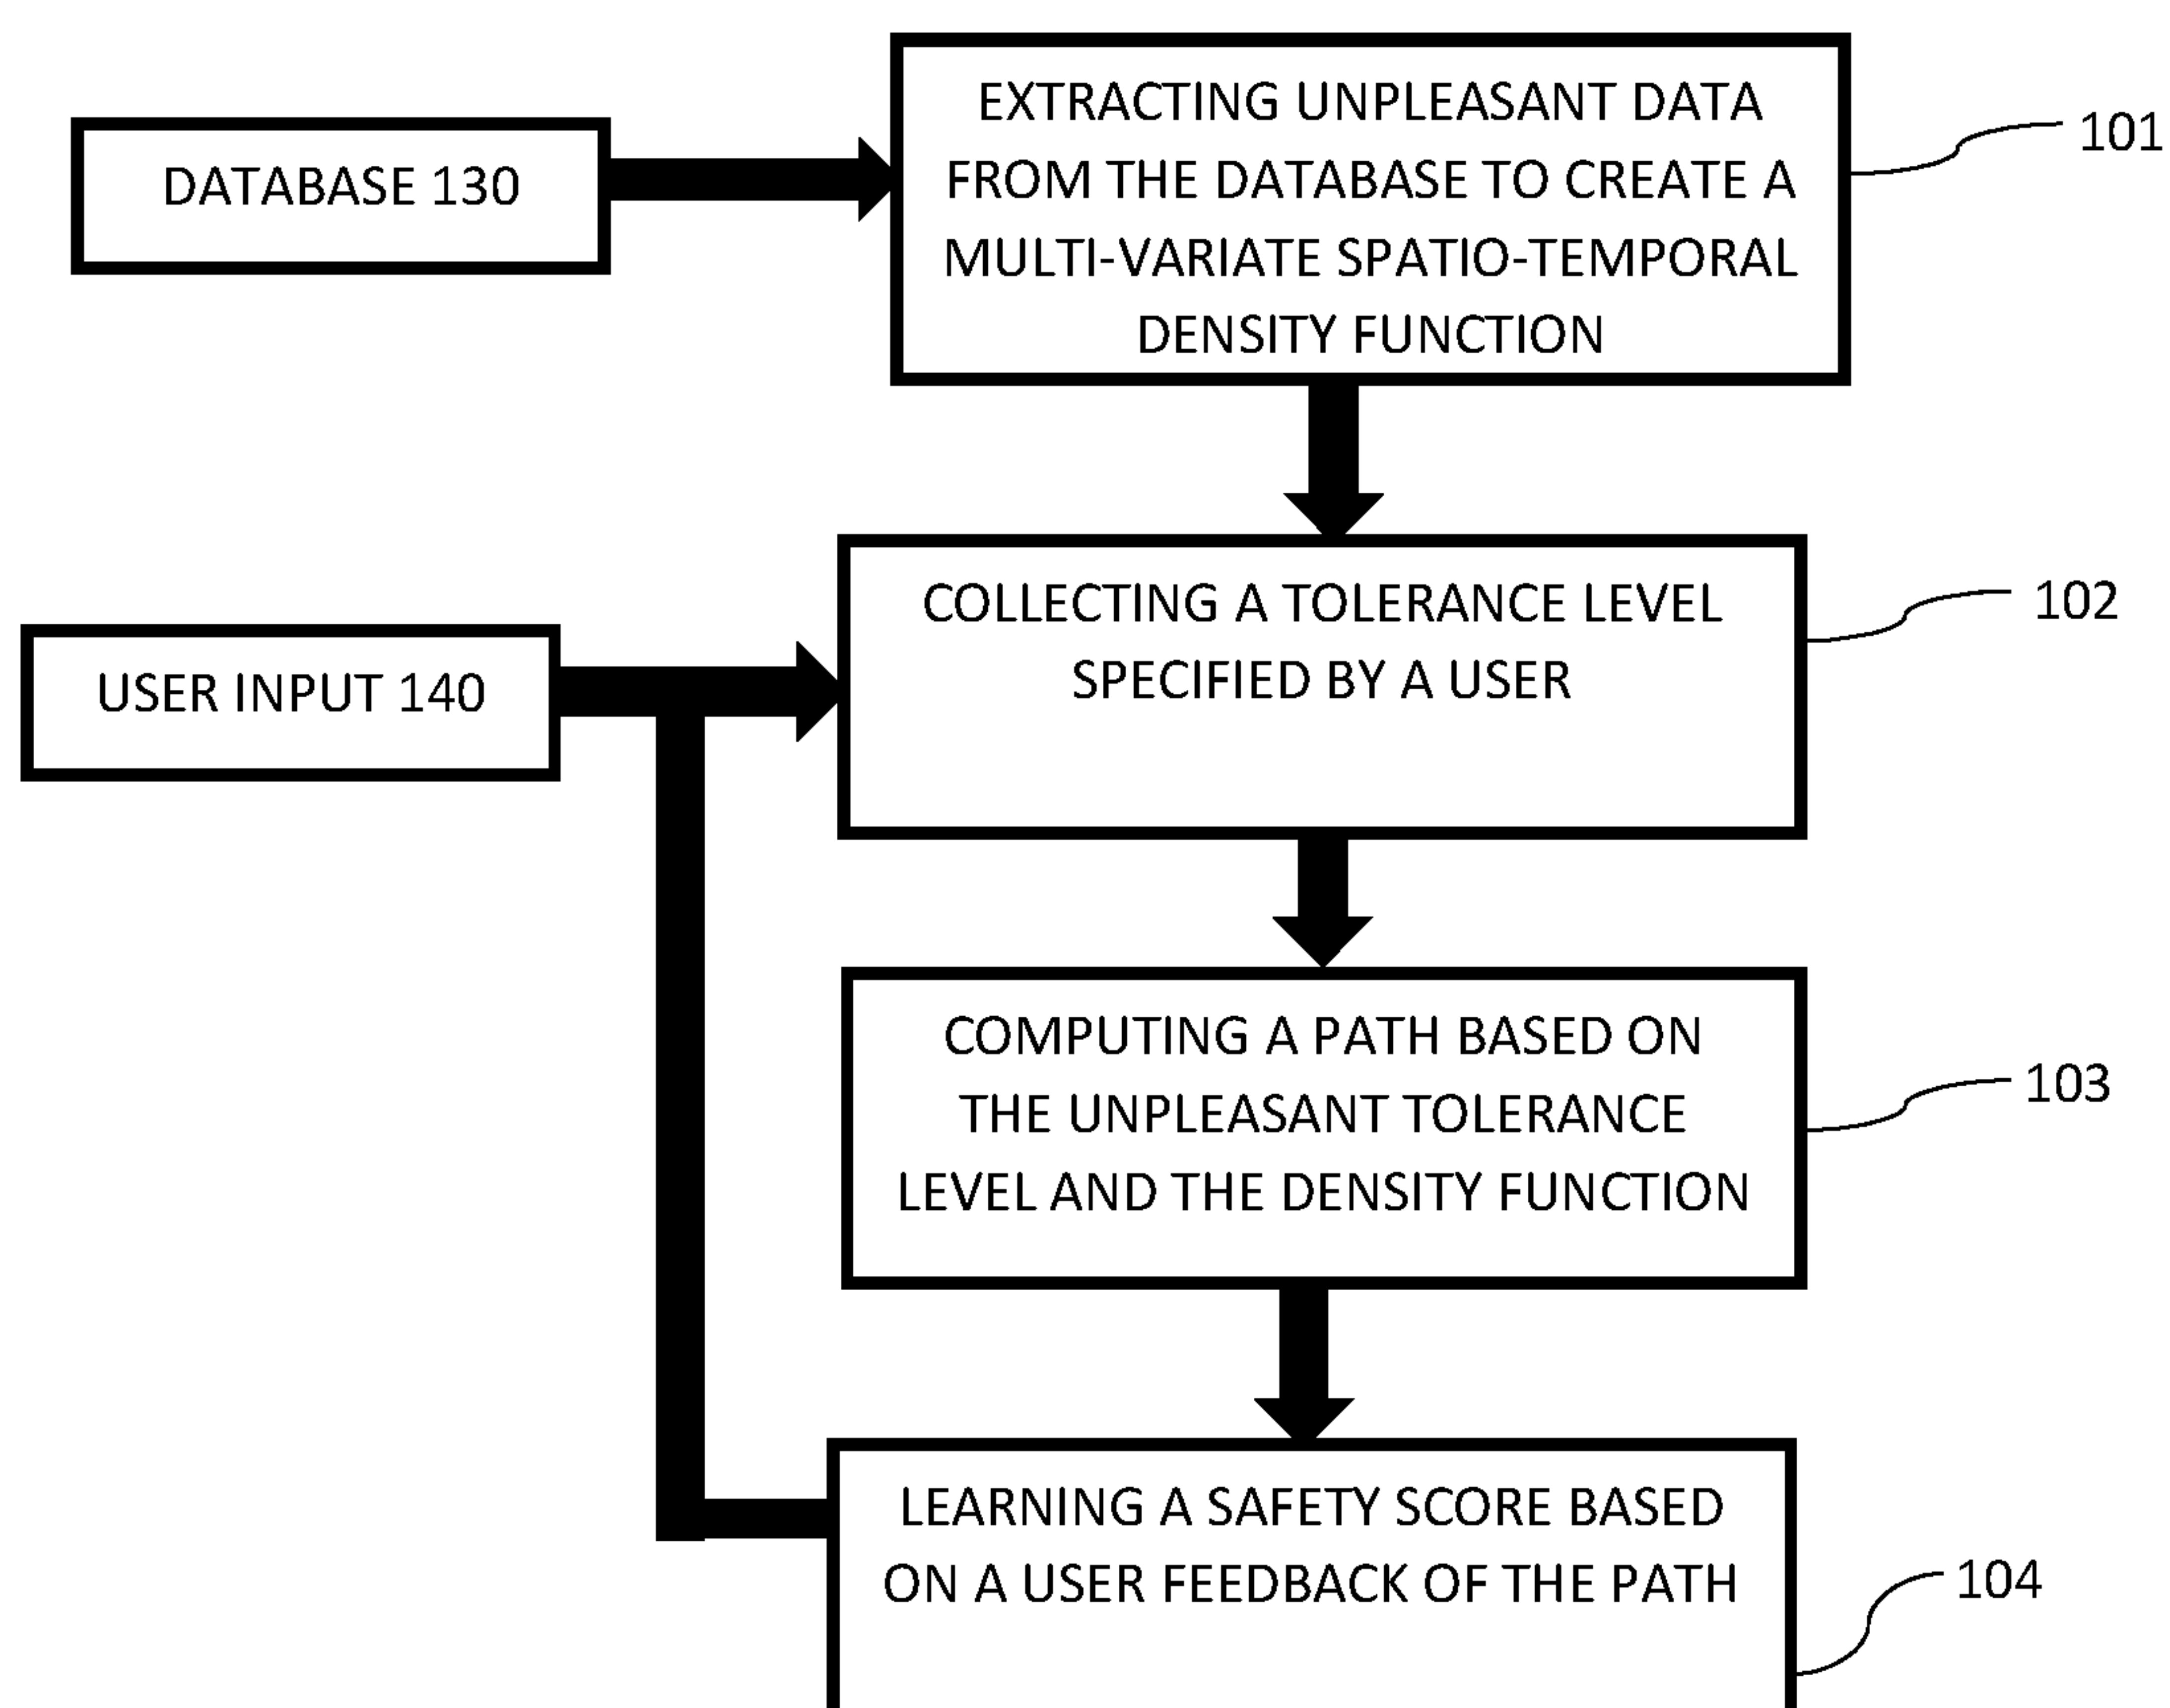 EXTRACTING UNPLEASANT DATA
FROM THE DATABASE TO CREATE A
MULTI-VARIATE SPATIO-TEMPORAL
DENSITY FUNCTION
101
DATABASE 130
COLLECTING A TOLERANCE LEVEL
SPECIFIED BY A USER
102
USER INPUT 140
COMPUTING A PATH BASED ON
THE UNPLEASANT TOLERANCE
LEVEL AND THE DENSITY FUNCTION
103
LEARNING A SAFETY SCORE BASED
ON A USER FEEDBACK OF THE PATH
104